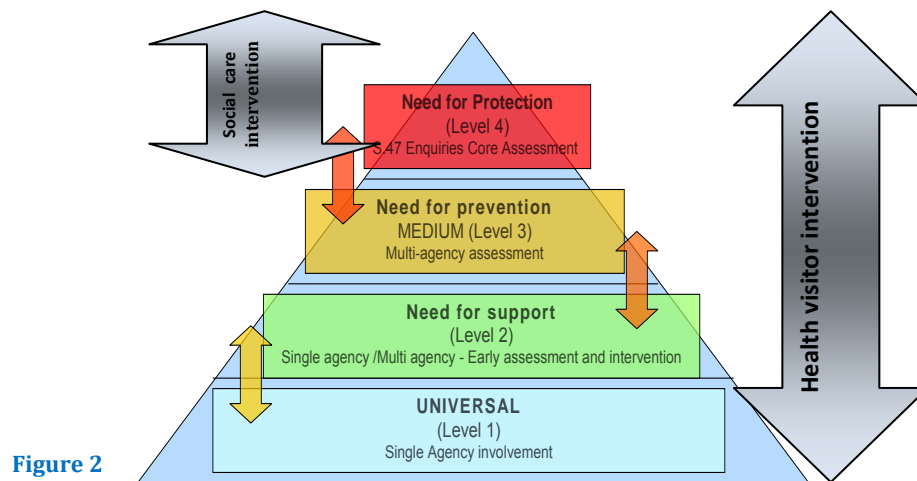 Social care
intervention
Need for Protection
(Level 4)
S.47 Enquiries Core Assessment
Need for prevention
MEDIUM (Level 3)
Multi-agency assessment
Need for support
(Level 2)
Single agency /Multi agency - Early assessment and intervention
UNIVERSAL
(Level 1)
Single Agency involvement
Health visitor intervention
Figure 2